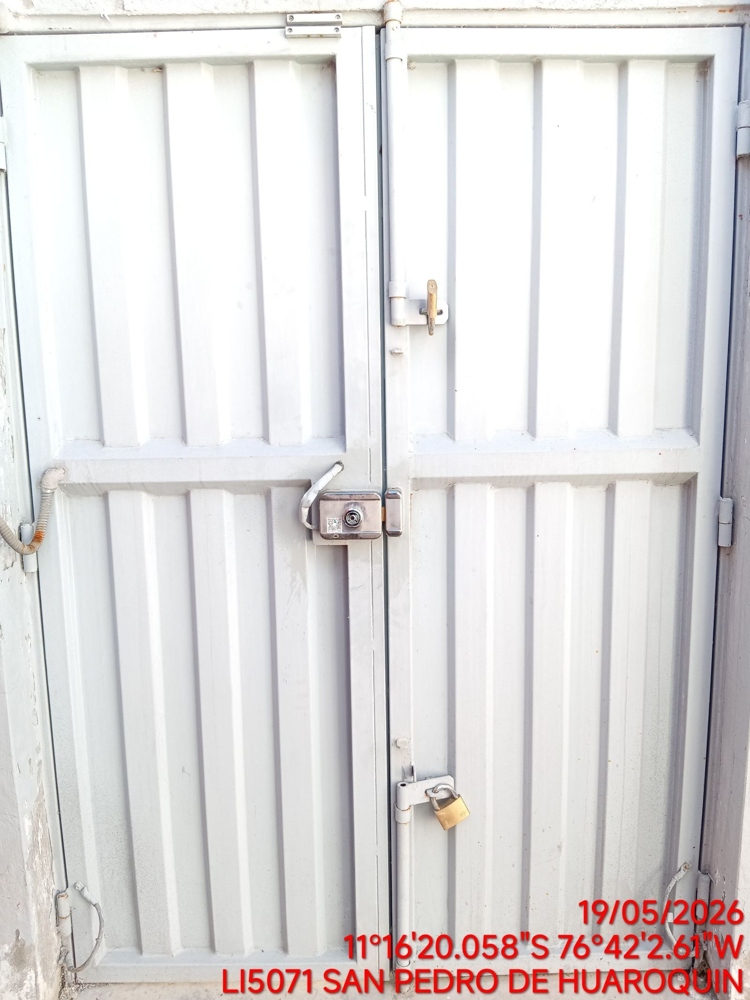 19/05/2026
11°16'20.058"S 76°42'2.61"W
LI5071 SAN PEDRO DE HUAROQUIN